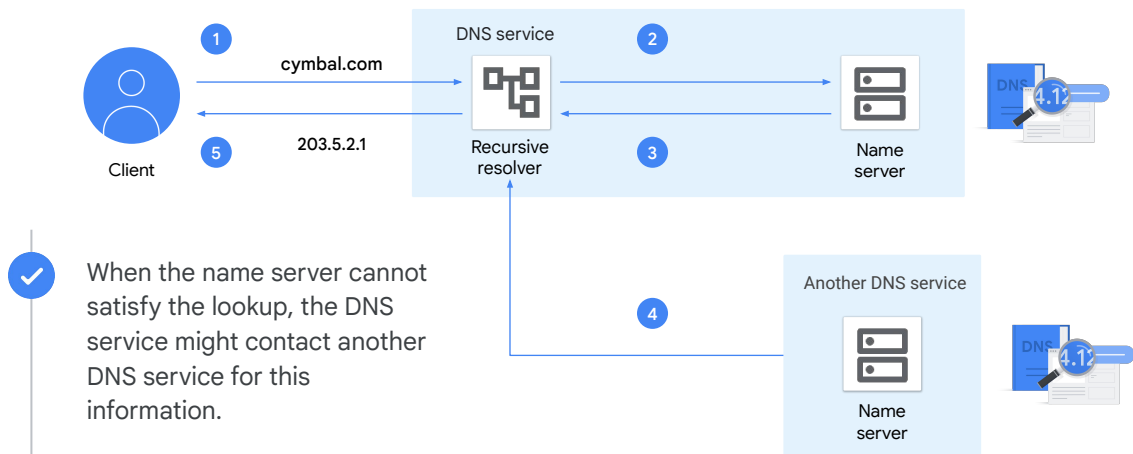 DNS service
1
2
cymbal.com
DNS
4.12
203.5.2.1
5
3
Client
Recursive
resolver
Name
server
When the name server cannot
satisfy the lookup, the DNS
service might contact another
DNS service for this
information.
Another DNS service
4
DNS
4.12
Name
server